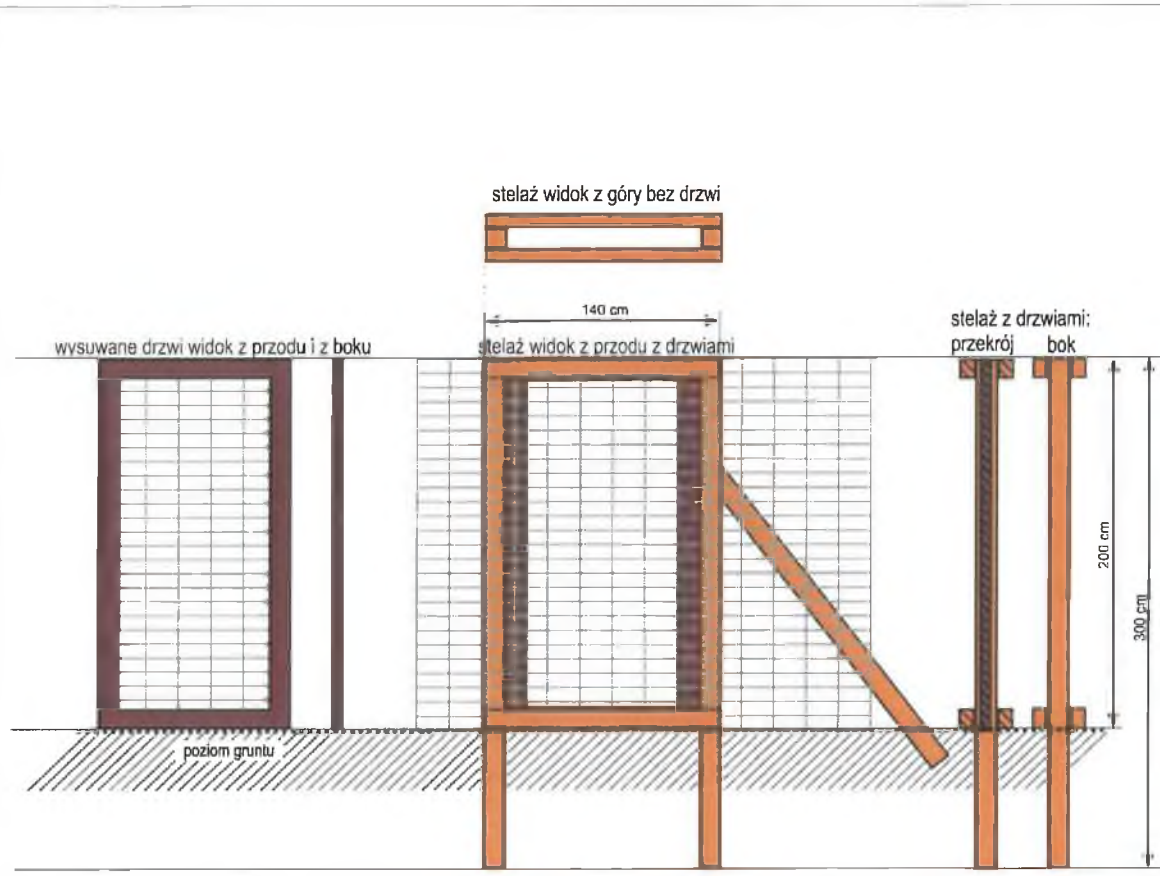 stelaż widok z góry bez drzwi
140 cm
wysuwane drzwi widok z przodu i z boku
stelaż widok z przodu z drzwiami
stelaż z drzwiami:
przekrój bok
200 cm
300 cm
poziom gruntu